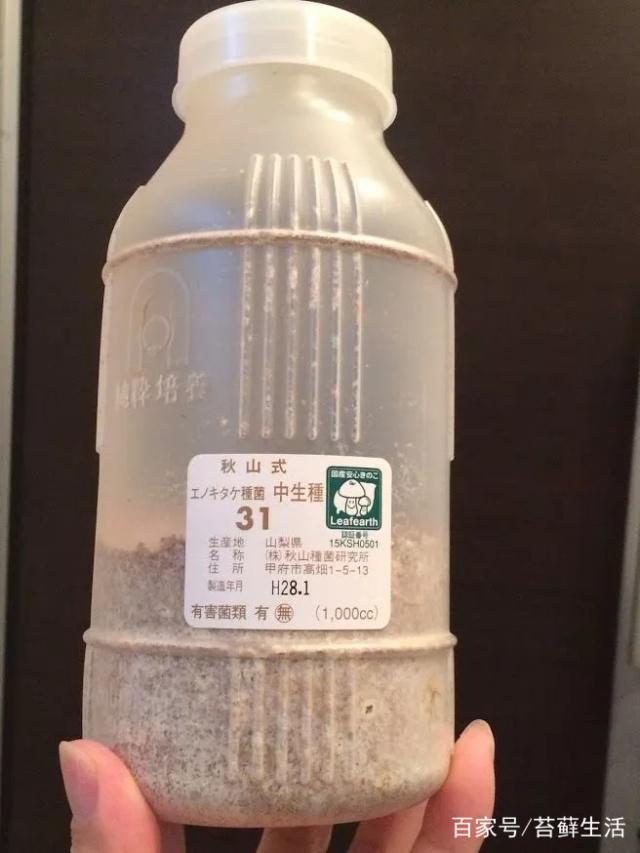 純粋培養
秋山式
エノキタケ種菌 中生種
31
国産安心きのこ
Leafearth
認証番号
15KSH0501
生産地 山梨県
名称 (株)秋山種菌研究所
住所 甲府市高畑1-5-13
製造年月 H28.1
有害菌類 有 無 (1,000cc)
百家号/苔藓生活